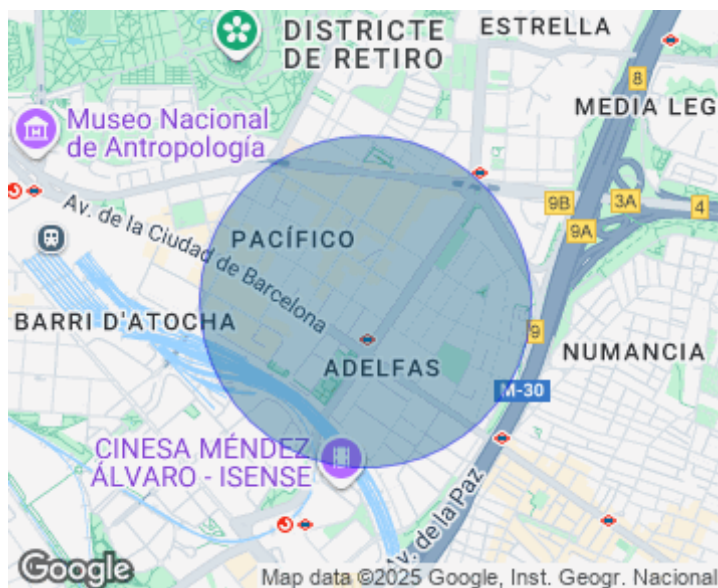 DISTRICTE
DE RETIRO
ESTRELLA
8
MEDIA LEG
Museo Nacional
de Antropología
3A
4
9B
9A
Av. de la Ciudad de Barcelona
PACÍFICO
BARRI D'ATOCHA
9
NUMANCIA
ADELFAS
M-30
CINESA MÉNDEZ
ÁLVARO - ISENSE
Av. de la Paz
Google
Map data ©2025 Google, Inst. Geogr. Nacional